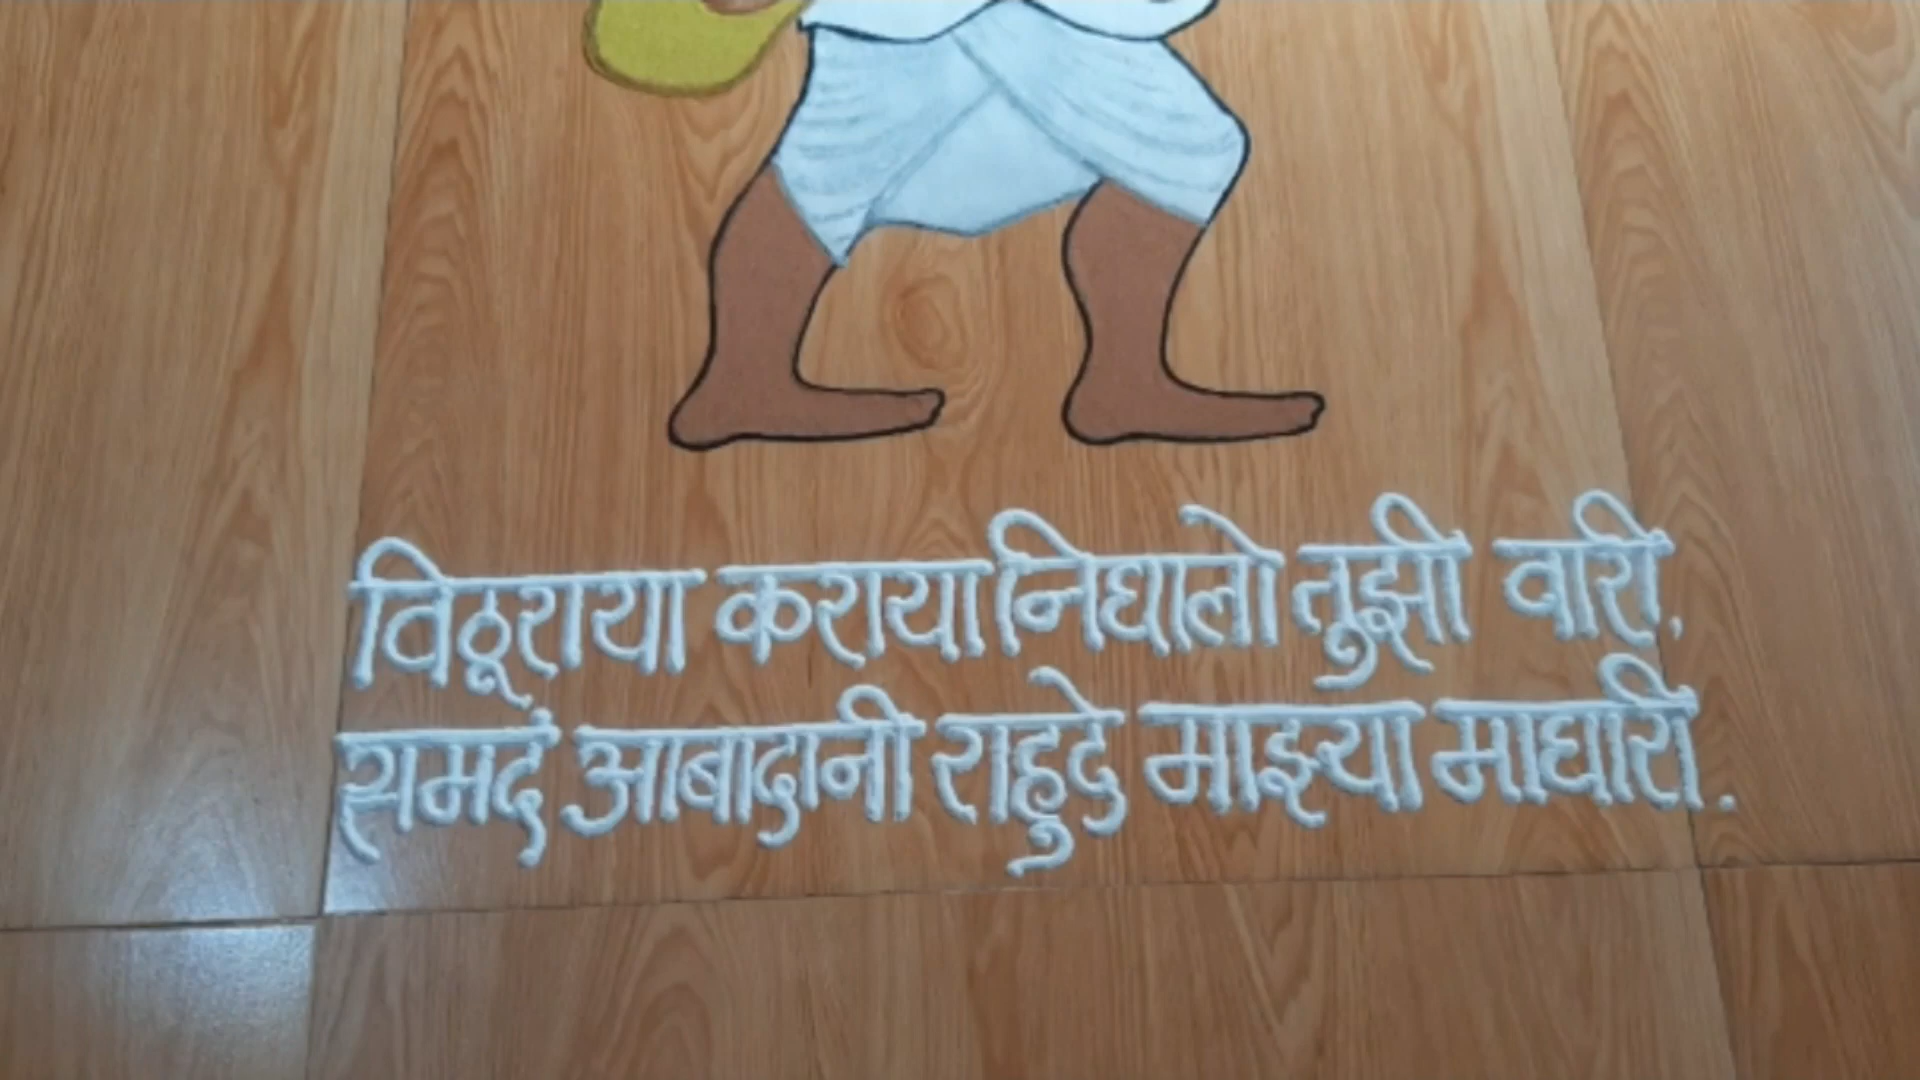 विठूराया कराया निघालो तुझी वारी,
समदं आबादानी राहुदे माझ्या माघारी.